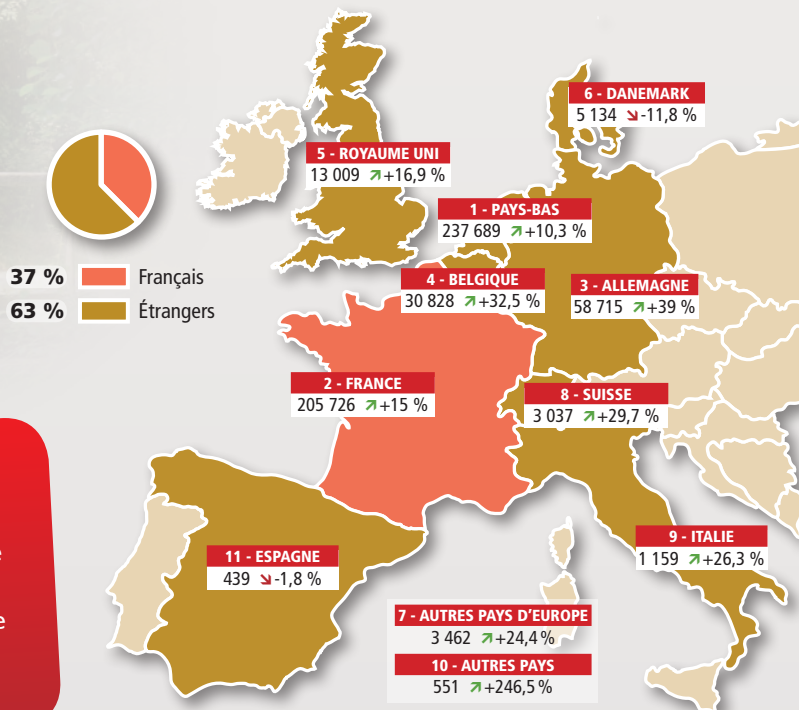 6 - DANEMARK
5 134 ↘-11,8 %
5 - ROYAUME UNI
13 009 ↗+16,9 %
1 - PAYS-BAS
237 689 ↗+10,3 %
37 % Français
63 % Étrangers
4 - BELGIQUE
30 828 ↗+32,5 %
3 - ALLEMAGNE
58 715 ↗+39 %
2 - FRANCE
205 726 ↗+15 %
8 - SUISSE
3 037 ↗+29,7 %
9 - ITALIE
1 159 ↗+26,3 %
11 - ESPAGNE
439 ↘-1,8 %
7 - AUTRES PAYS D'EUROPE
3 462 ↗+24,4 %
10 - AUTRES PAYS
551 ↗+246,5 %
e
e